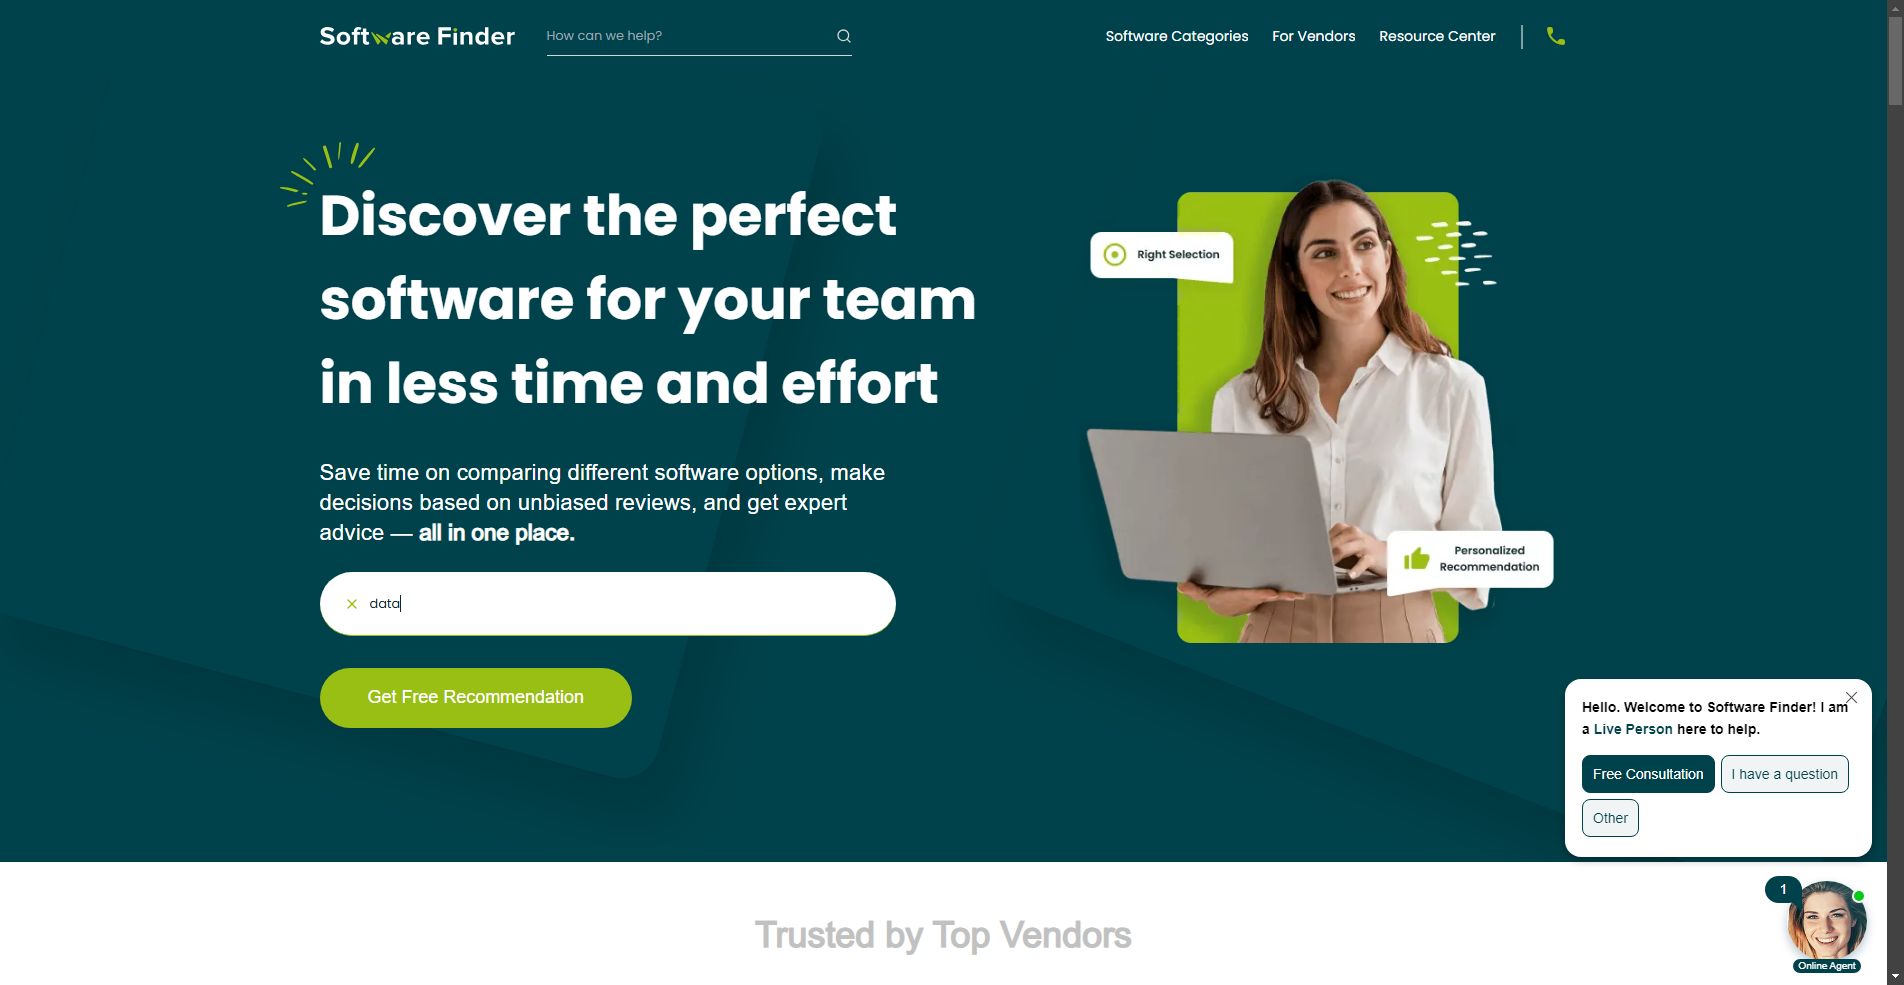 Software Finder
How can we help?
Software Categories
For Vendors
Resource Center
Discover the perfect
software for your team
in less time and effort
Right Selection
Save time on comparing different software options, make
decisions based on unbiased reviews, and get expert
advice — all in one place.
Personalized
Recommendation
data
Get Free Recommendation
Hello. Welcome to Software Finder! I am
a Live Person here to help.
Free Consultation
I have a question
Other
1
Online Agent
Trusted by Top Vendors